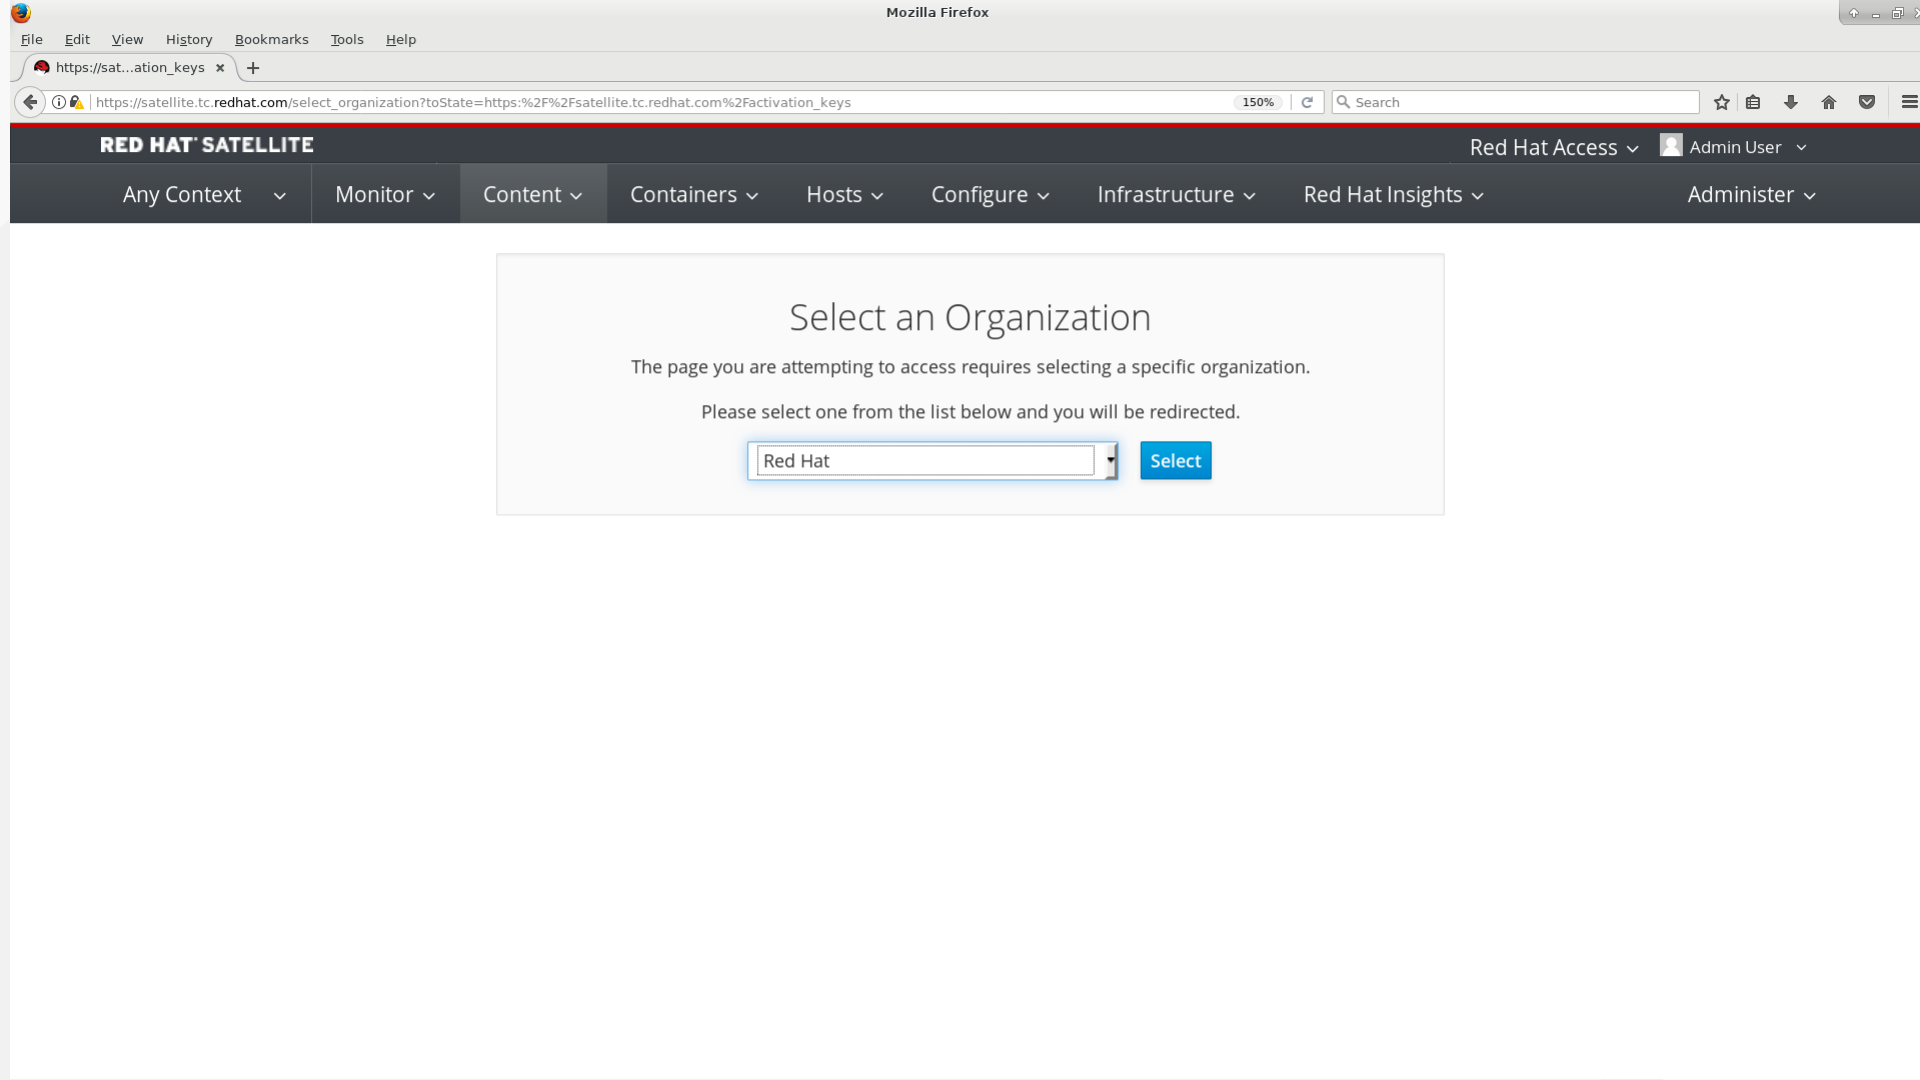 Mozilla Firefox
File Edit View History Bookmarks Tools Help
https://sat...ation_keys
https://satellite.tc.redhat.com/select_organization?toState=https:%2F%2Fsatellite.tc.redhat.com%2Factivation_keys 150% Search
RED HAT SATELLITE Red Hat Access Admin User
Any Context Monitor Content Containers Hosts Configure Infrastructure Red Hat Insights Administer
Select an Organization
The page you are attempting to access requires selecting a specific organization.
Please select one from the list below and you will be redirected.
Red Hat Select